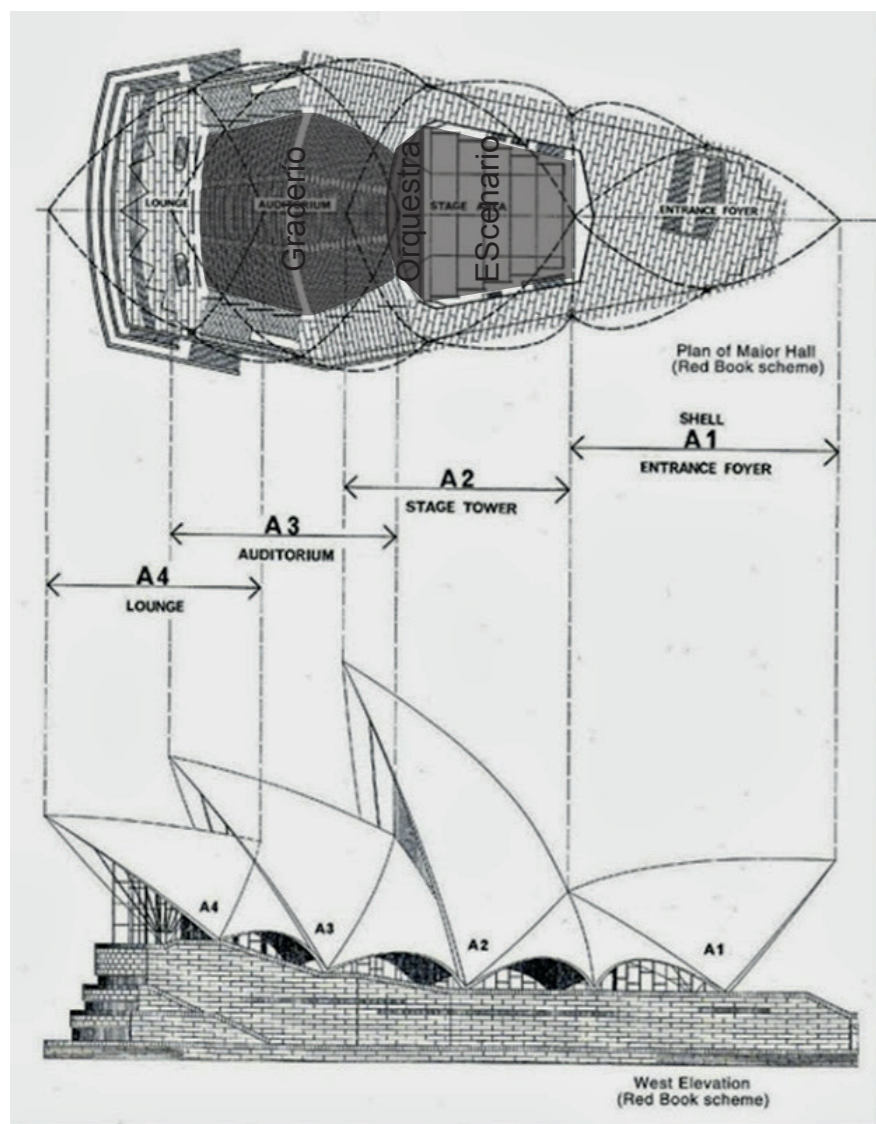 Graderío
Orquestra
EScenario
LOUNGE
AUDITORIUM
STAGE AREA
ENTRANCE FOYER
Plan of Major Hall
(Red Book scheme)
SHELL
A1
ENTRANCE FOYER
A2
STAGE TOWER
A3
AUDITORIUM
A4
LOUNGE
A4
A3
A2
A1
West Elevation
(Red Book scheme)